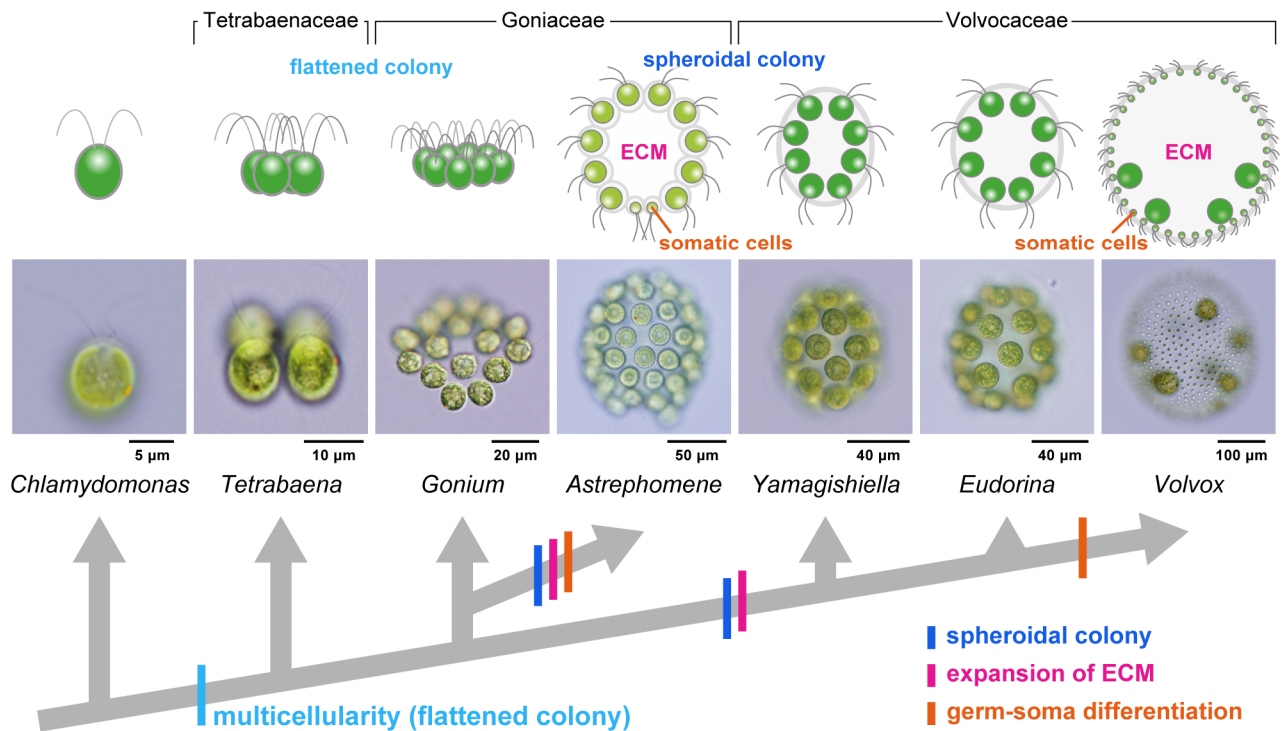 Tetrabaenaceae
Goniaceae
Volvocaceae
flattened colony
spheroidal colony
ECM
ECM
somatic cells
somatic cells
5 µm
10 µm
20 µm
50 µm
40 µm
40 µm
100 µm
Chlamydomonas
Tetrabaena
Gonium
Astrephomene
Yamagishiella
Eudorina
Volvox
multicellularity (flattened colony)
spheroidal colony
expansion of ECM
germ-soma differentiation